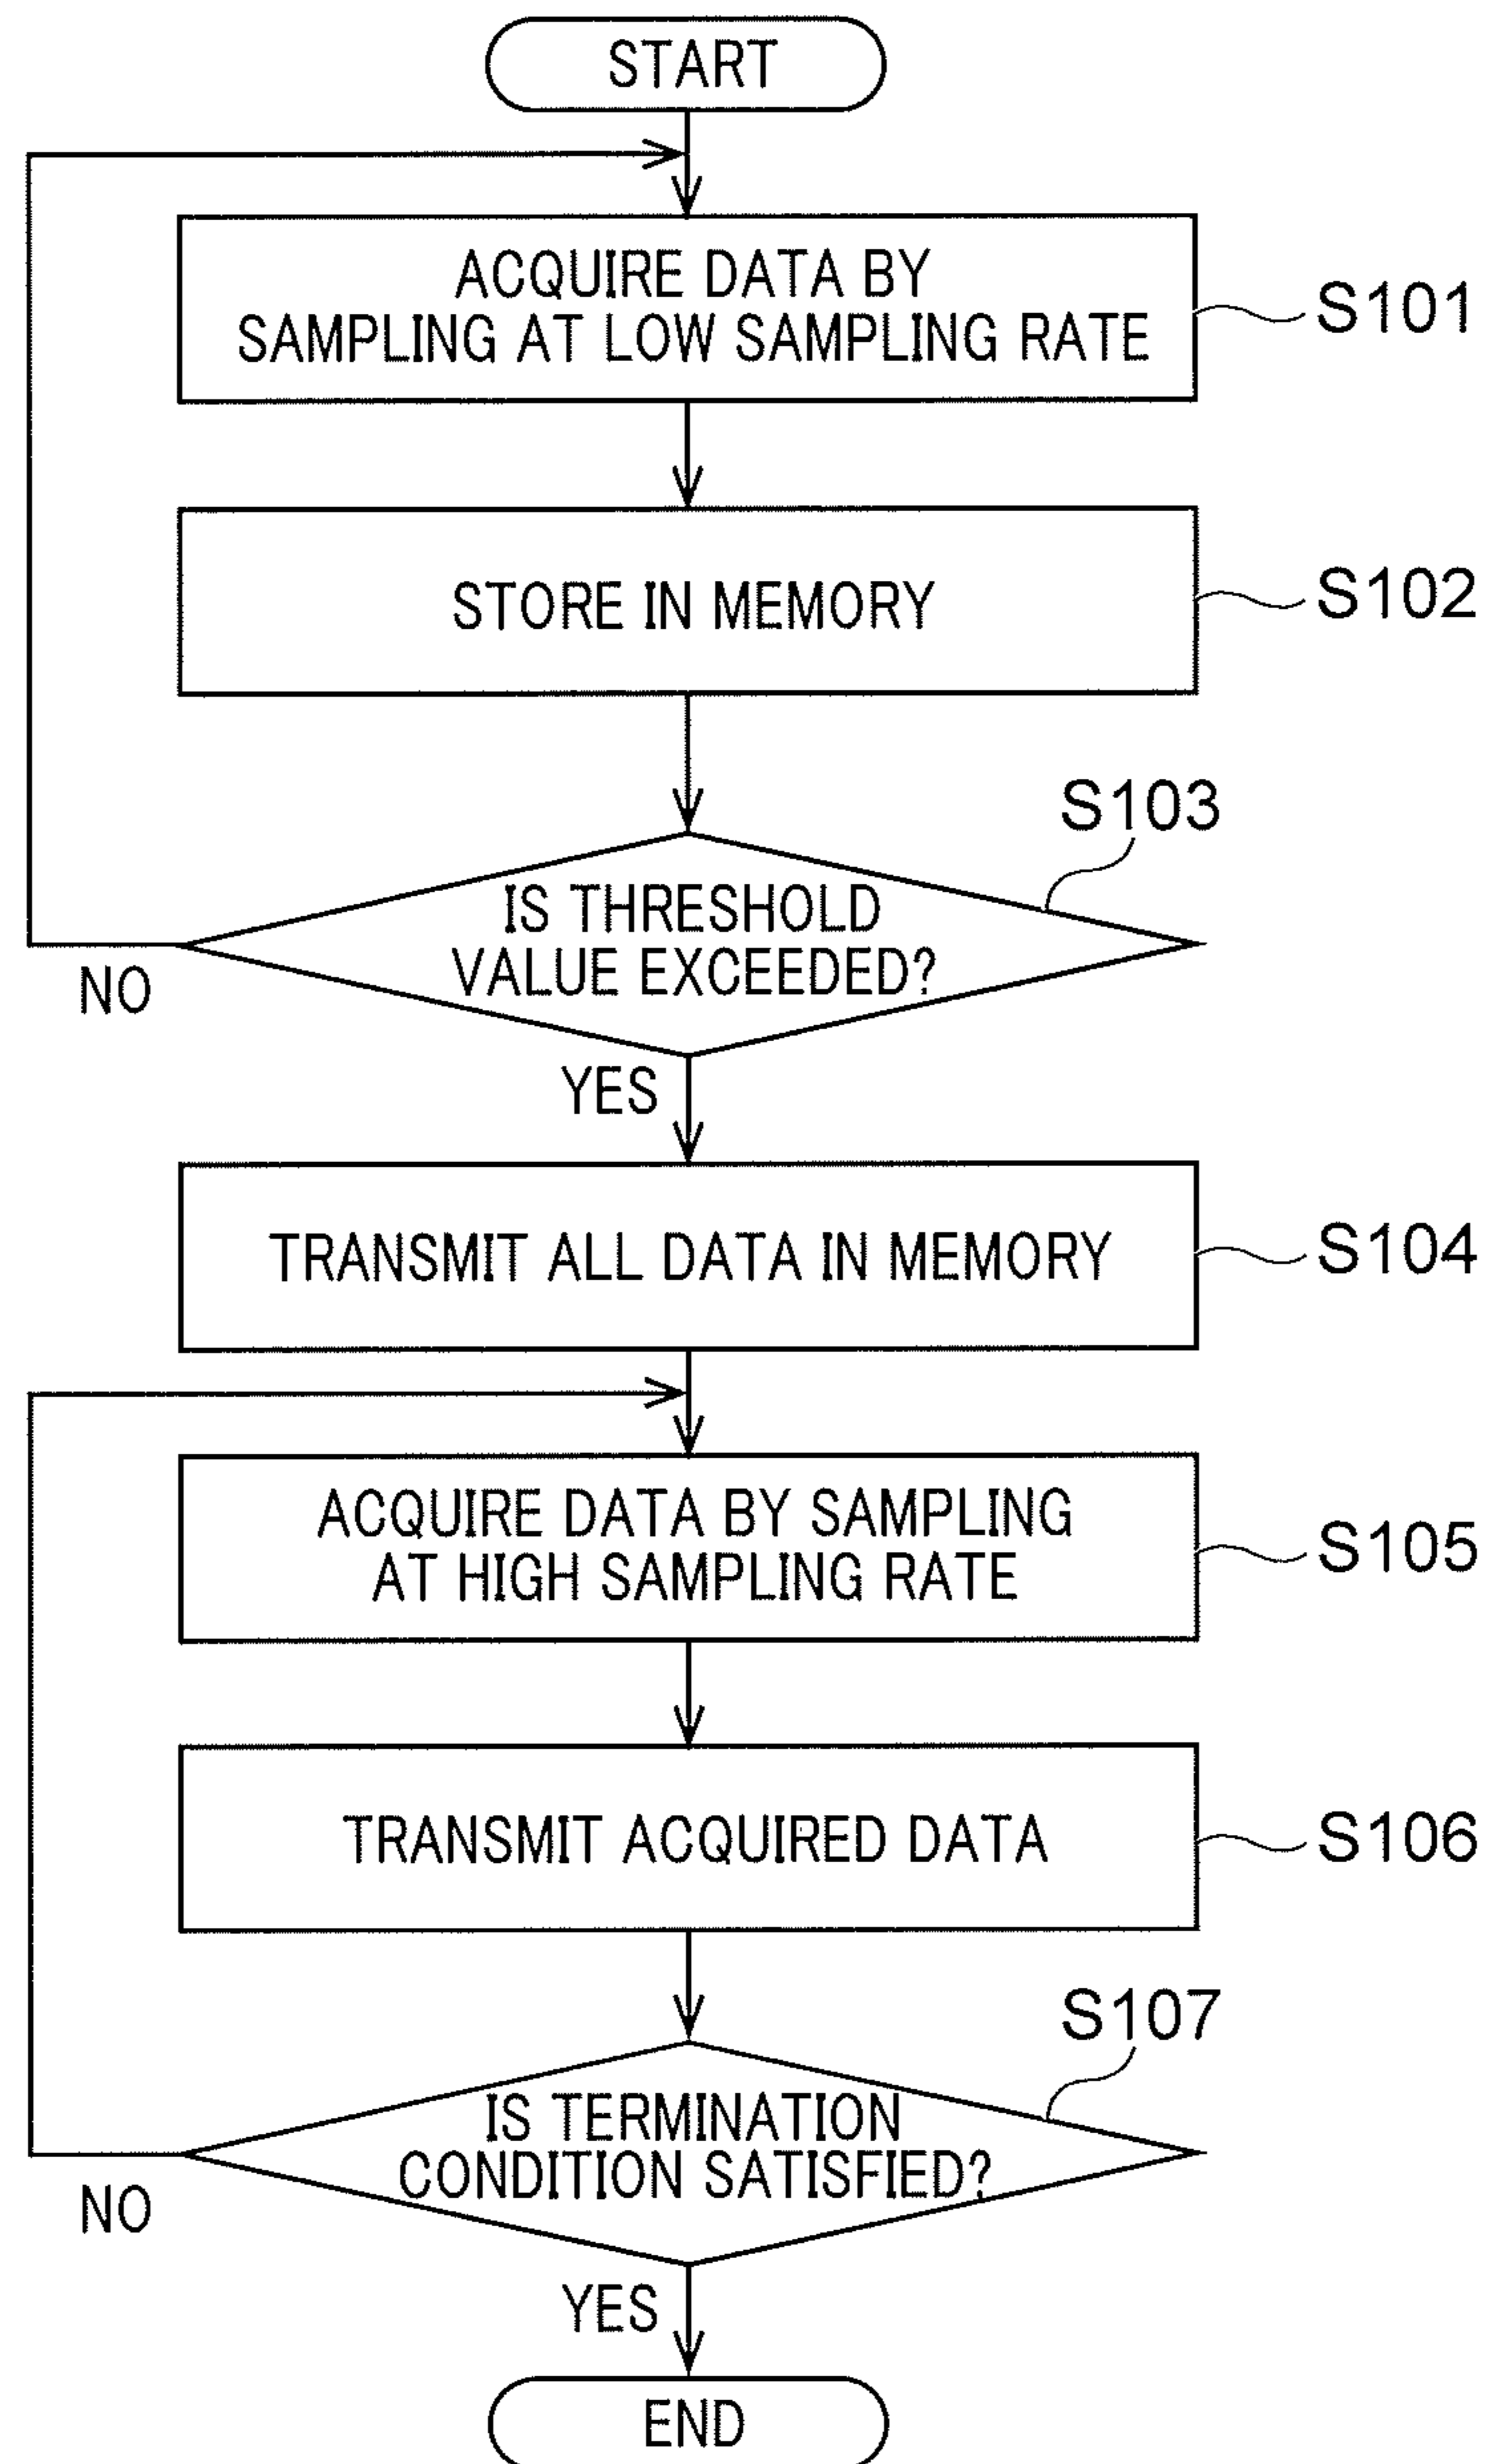 START
ACQUIRE DATA BY
SAMPLING AT LOW SAMPLING RATE
S101
STORE IN MEMORY
S102
S103
IS THRESHOLD
VALUE EXCEEDED?
NO
YES
TRANSMIT ALL DATA IN MEMORY
S104
ACQUIRE DATA BY SAMPLING
AT HIGH SAMPLING RATE
S105
TRANSMIT ACQUIRED DATA
S106
S107
IS TERMINATION
CONDITION SATISFIED?
NO
YES
END